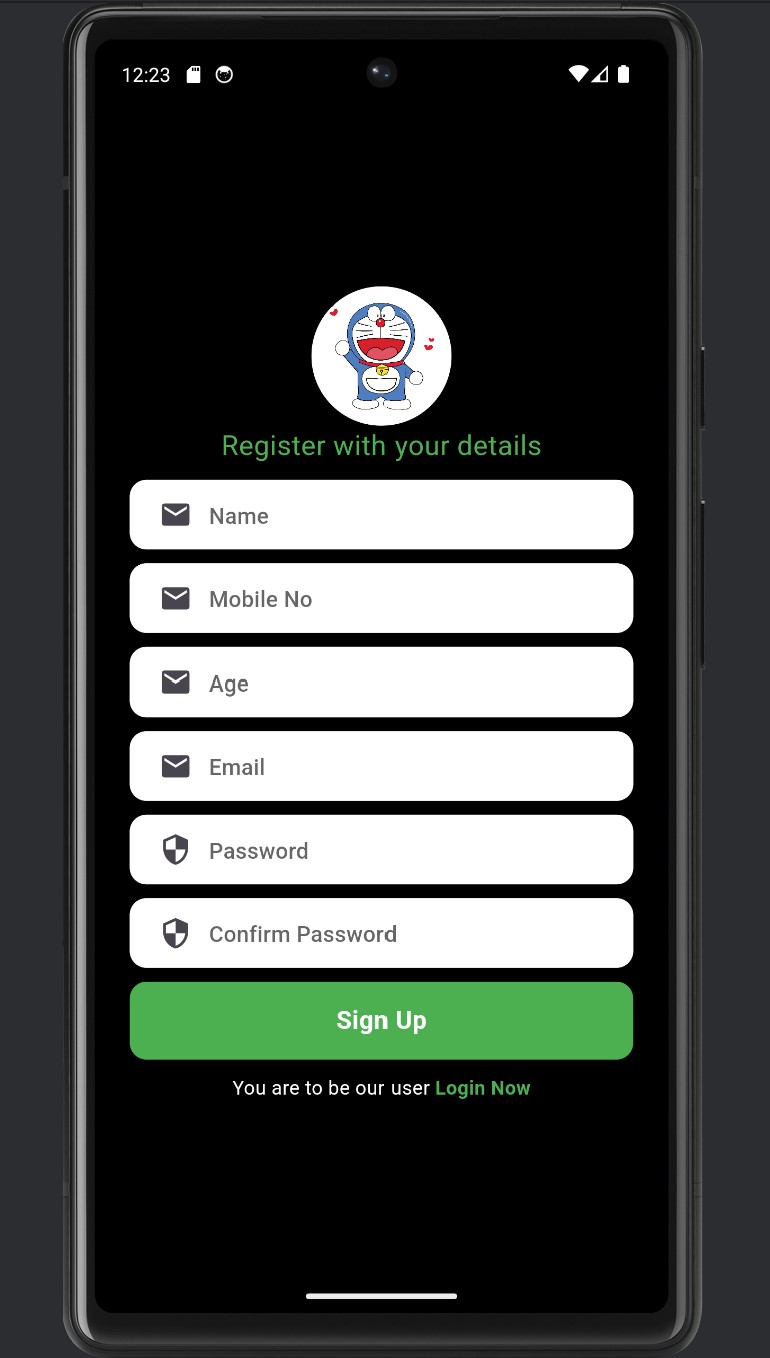 12:23
Register with your details
Name
Mobile No
Age
Email
Password
Confirm Password
Sign Up
You are to be our user Login Now